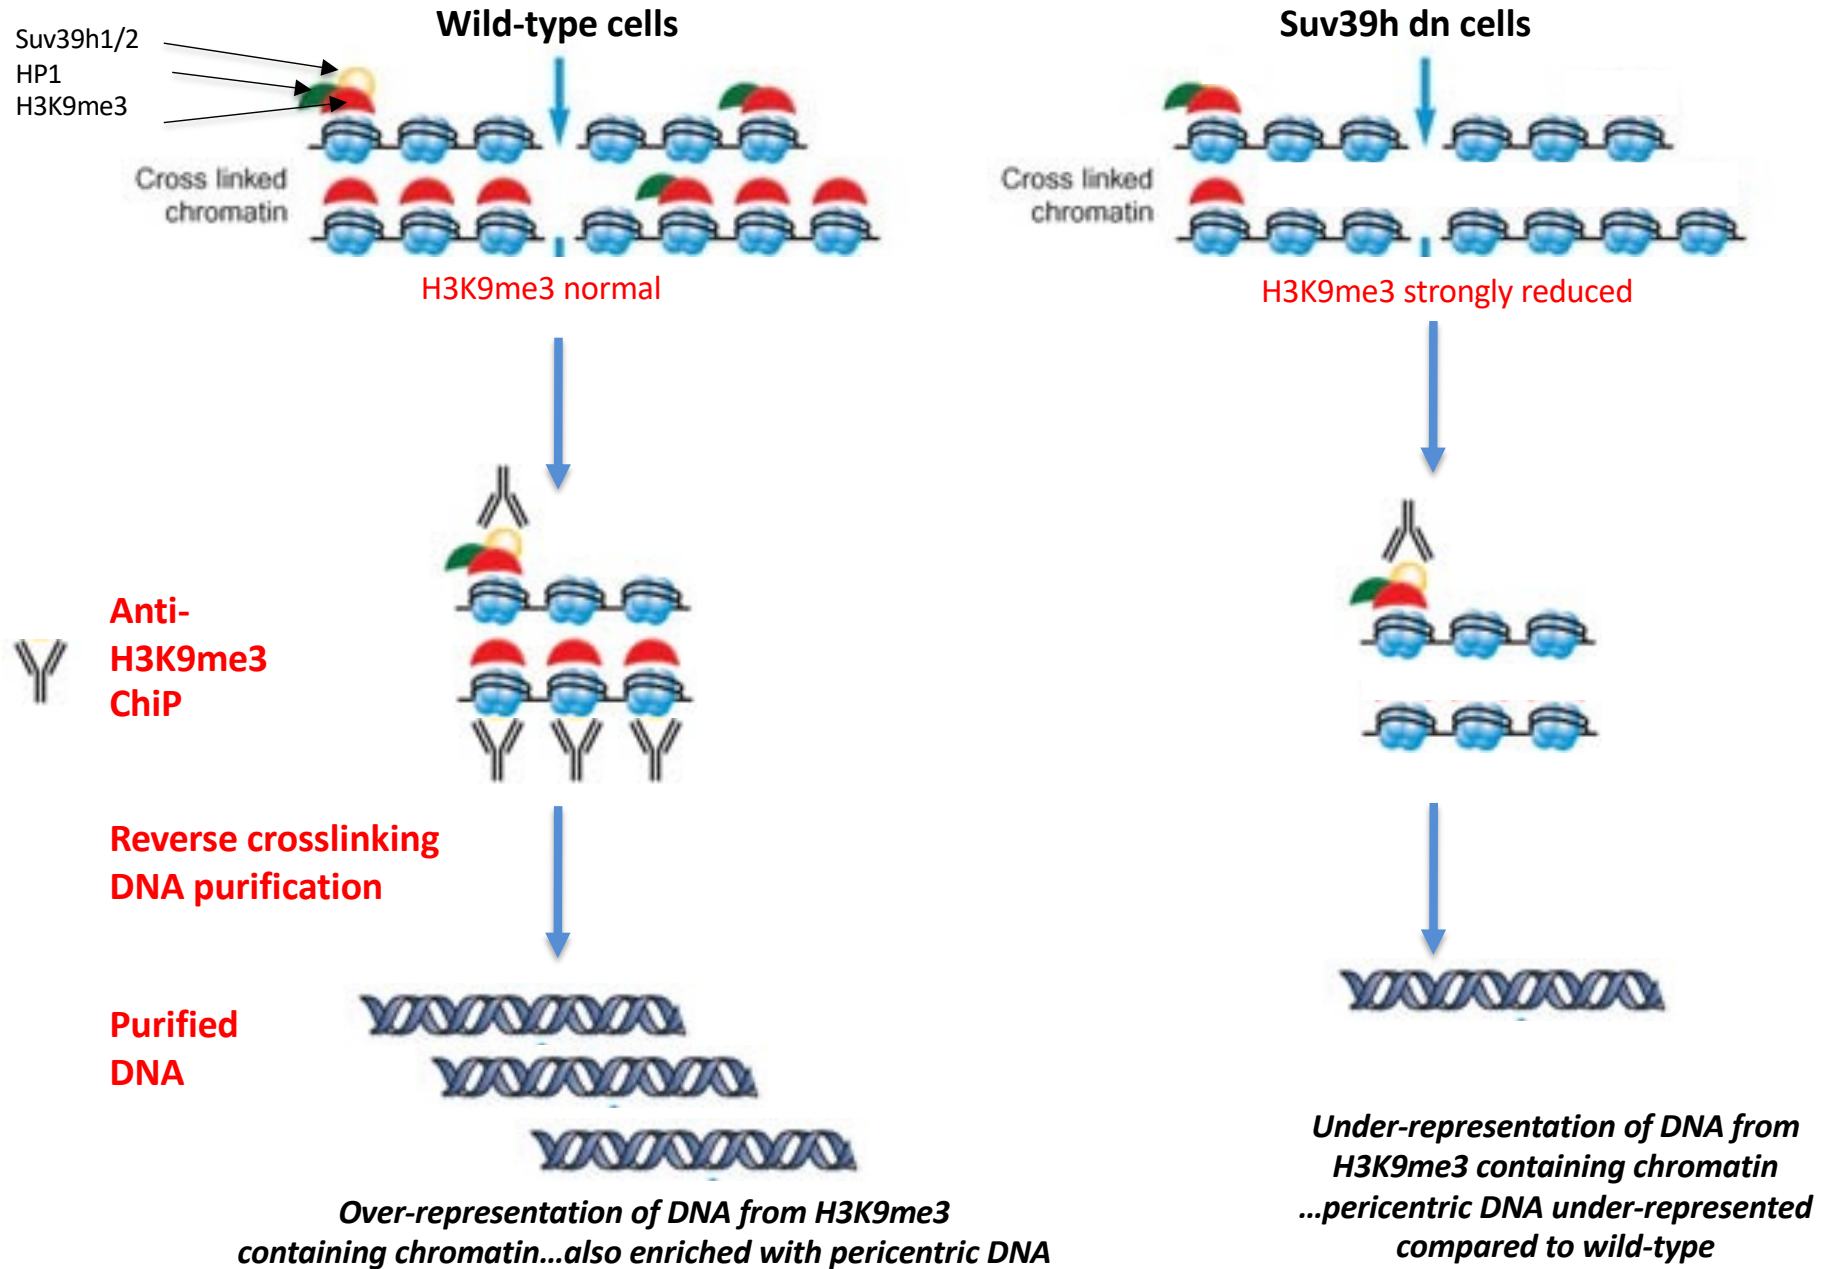 Wild-type cells
Suv39h dn cells
Suv39h1/2
HP1
H3K9me3
Cross linked
chromatin
Cross linked
chromatin
H3K9me3 normal
H3K9me3 strongly reduced
Anti-
H3K9me3
ChiP
Reverse crosslinking
DNA purification
Purified
DNA
Over-representation of DNA from H3K9me3
containing chromatin...also enriched with pericentric DNA
Under-representation of DNA from
H3K9me3 containing chromatin
...pericentric DNA under-represented
compared to wild-type